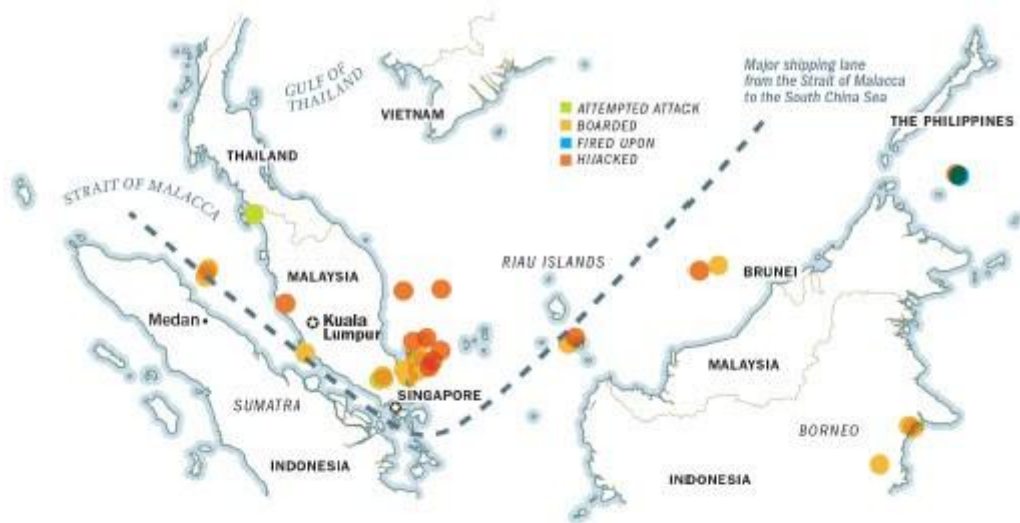 GULF OF
THAILAND
VIETNAM
ATTEMPTED ATTACK
BOARDED
FIRED UPON
HIJACKED
Major shipping lane
from the Strait of Malacca
to the South China Sea
THE PHILIPPINES
THAILAND
STRAIT OF MALACCA
RIAU ISLANDS
MALAYSIA
BRUNEI
Medan
Kuala
Lumpur
MALAYSIA
SINGAPORE
SUMATRA
BORNEO
INDONESIA
INDONESIA